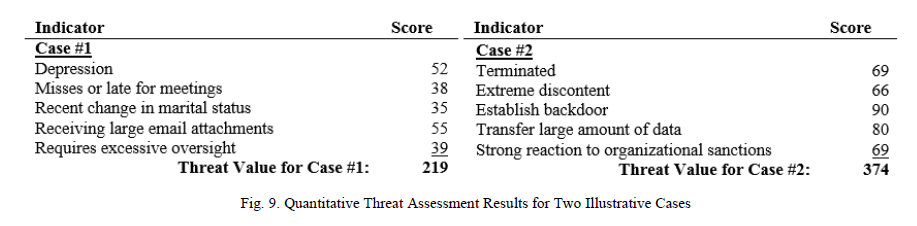 Indicator Score Indicator Score
Case #1 Case #2
Depression 52 Terminated 69
Misses or late for meetings 38 Extreme discontent 66
Recent change in marital status 35 Establish backdoor 90
Receiving large email attachments 55 Transfer large amount of data 80
Requires excessive oversight 39 Strong reaction to organizational sanctions 69
Threat Value for Case #1: 219 Threat Value for Case #2: 374
Fig. 9. Quantitative Threat Assessment Results for Two Illustrative Cases